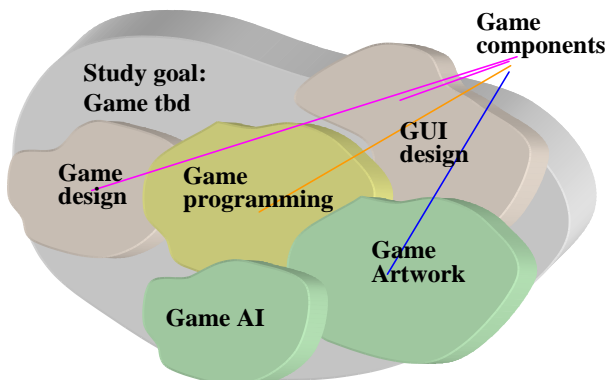 Game
components
Study goal:
Game tbd
GUI
design
Game
design
Game
programming
Game
Artwork
Game AI